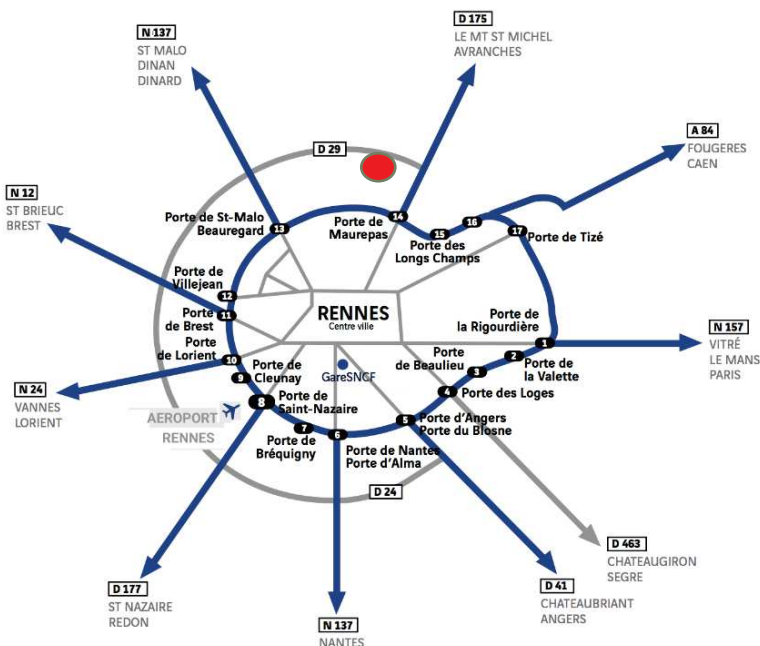 N 137
ST MALO
DINAN
DINARD
D 175
LE MT ST MICHEL
AVRANCHES
A 84
FOUGERES
CAEN
D 29
N 12
ST BRIEUC
BREST
Porte de St-Malo
Beauregard
13
Porte de
Maurepas
14
15
16
Porte des
Longs Champs
17
Porte de Tizé
Porte de
Villejean
12
Porte
de Brest
11
RENNES
Centre ville
Porte de
la Rigourdière
1
N 157
VITRÉ
LE MANS
PARIS
Porte
de Lorient
10
9
Porte de
Cleunay
GareSNCF
Porte
de Beaulieu
3
2
Porte de
la Valette
N 24
VANNES
LORIENT
AEROPORT
RENNES
8
Porte de
Saint-Nazaire
4
Porte des Loges
7
Porte de
Bréquigny
6
Porte de Nantes
Porte d'Alma
5
Porte d'Angers
Porte du Blosne
D 24
D 463
CHATEAUGIRON
SEGRE
D 177
ST NAZAIRE
REDON
D 41
CHATEAUBRIANT
ANGERS
N 137
NANTES